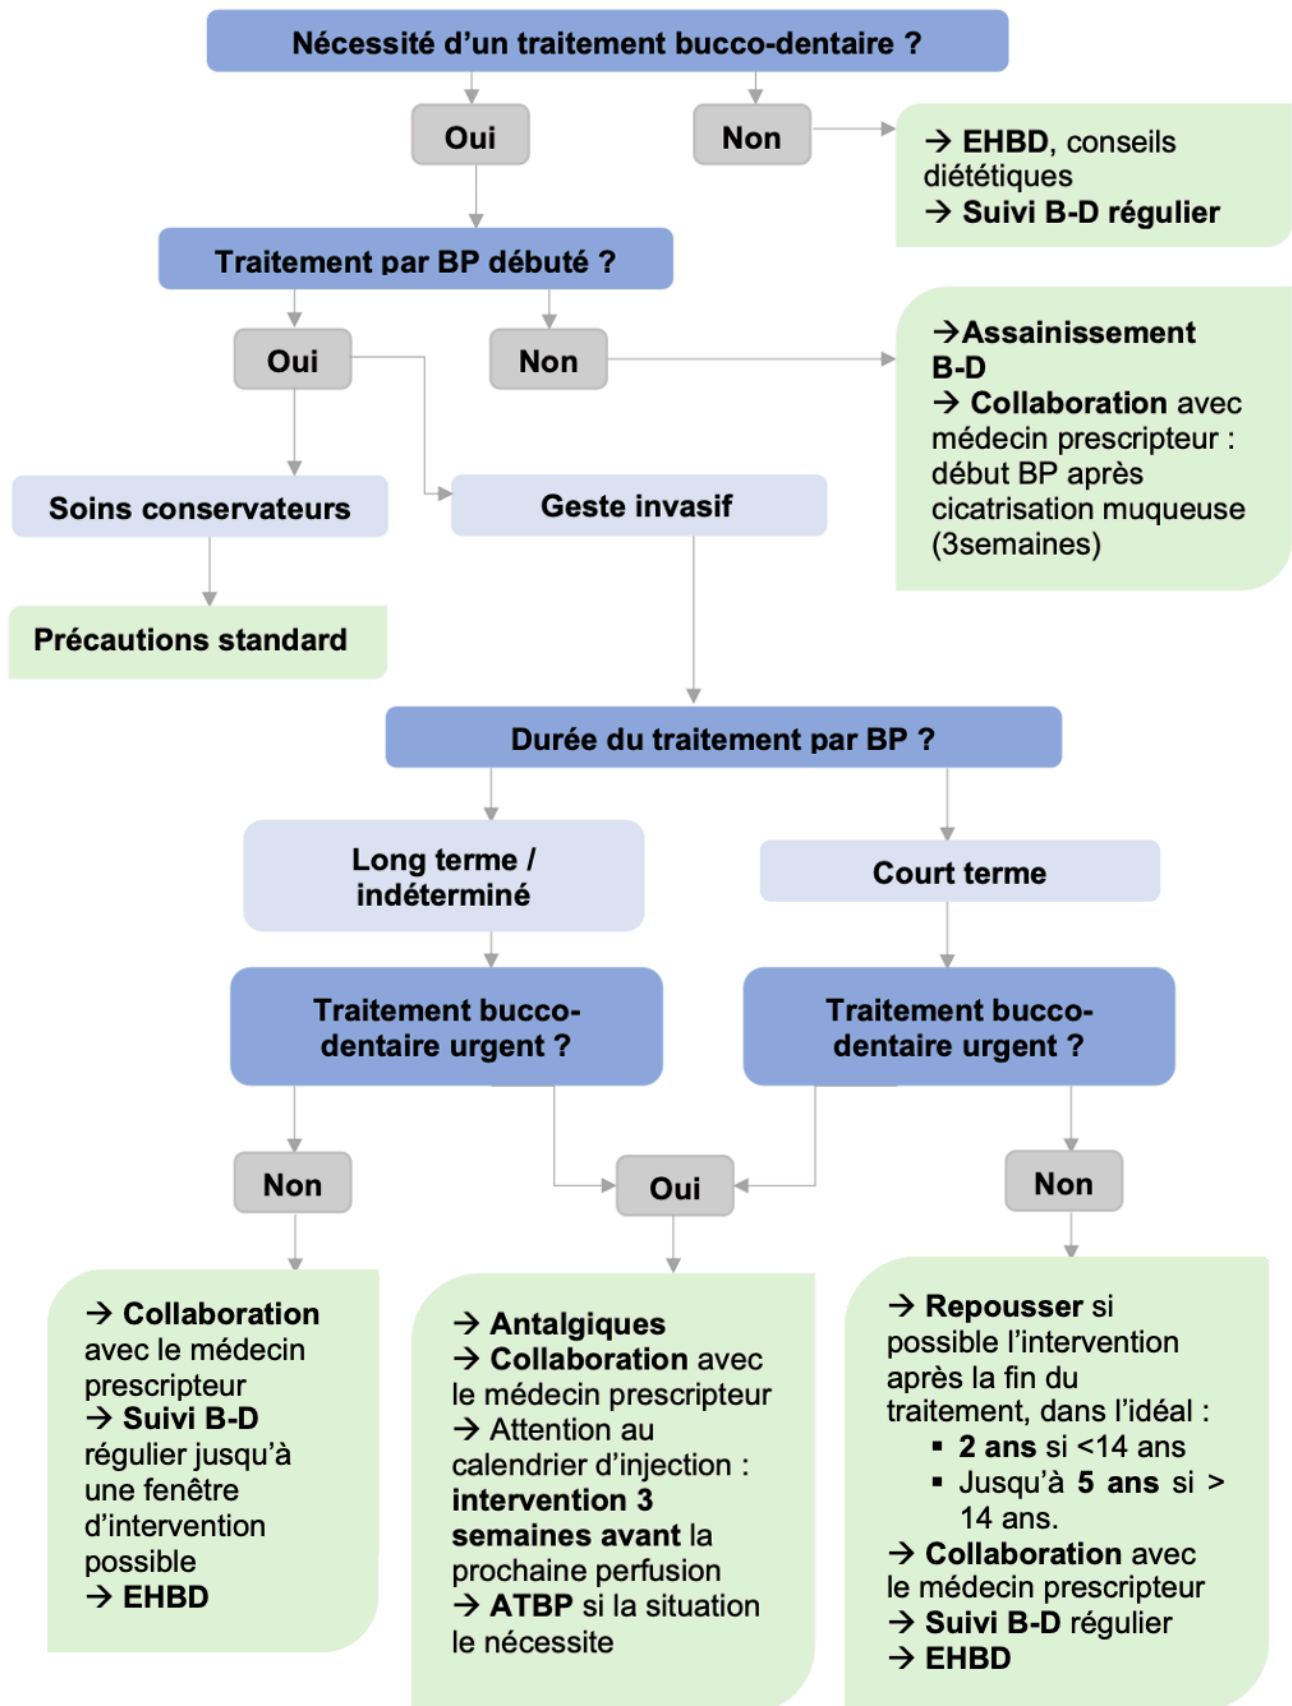 Nécessité d’un traitement bucco-dentaire ?
Oui
Non
→ EHBD, conseils
diététiques
→ Suivi B-D régulier
Traitement par BP débuté ?
Oui
Non
→Assainissement
B-D
→ Collaboration avec
médecin prescripteur :
début BP après
cicatrisation muqueuse
(3semaines)
Soins conservateurs
Geste invasif
Précautions standard
Durée du traitement par BP ?
Long terme /
indéterminé
Court terme
Traitement bucco-
dentaire urgent ?
Traitement bucco-
dentaire urgent ?
Non
Oui
Non
→ Collaboration
avec le médecin
prescripteur
→ Suivi B-D
régulier jusqu’à
une fenêtre
d’intervention
possible
→ EHBD
→ Antalgiques
→ Collaboration avec
le médecin prescripteur
→ Attention au
calendrier d’injection :
intervention 3
semaines avant la
prochaine perfusion
→ ATBP si la situation
le nécessite
→ Repousser si
possible l’intervention
après la fin du
traitement, dans l’idéal :
▪ 2 ans si <14 ans
▪ Jusqu’à 5 ans si >
14 ans.
→ Collaboration avec
le médecin prescripteur
→ Suivi B-D régulier
→ EHBD